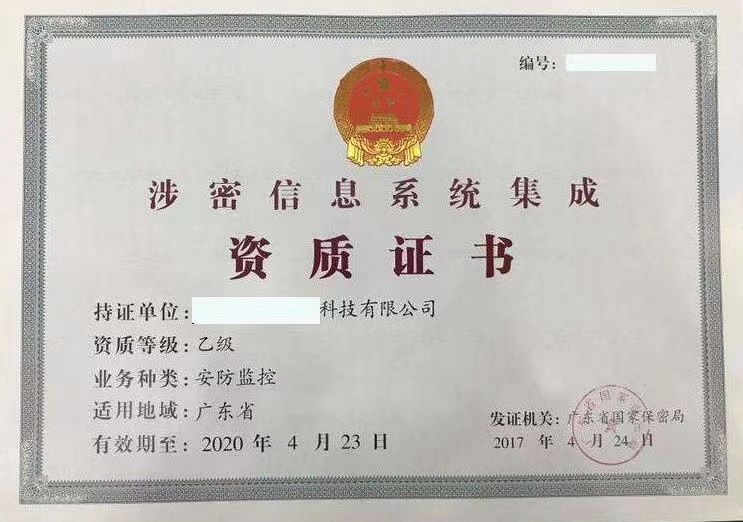 编号：
涉密信息系统集成
资质证书
持证单位：科技有限公司
资质等级：乙级
业务种类：安防监控
适用地域：广东省
有效期至：2020 年 4 月 23 日
发证机关：广东省国家保密局
2017 年 4 月 24 日